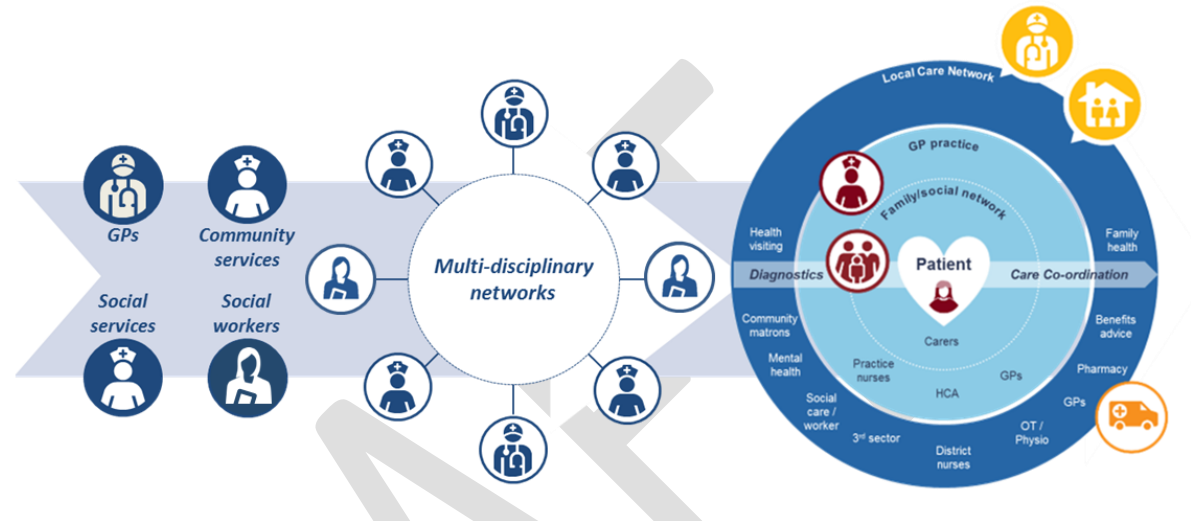 GPs
Community
services
Social
services
Social
workers
Multi-disciplinary
networks
Local Care Network
GP practice
Family/social network
Patient
Diagnostics
Care Co-ordination
Health
visiting
Community
matrons
Mental
health
Social
care /
worker
3rd sector
District
nurses
OT /
Physio
GPs
Pharmacy
Benefits
advice
Family
health
Carers
Practice
nurses
HCA
GPs